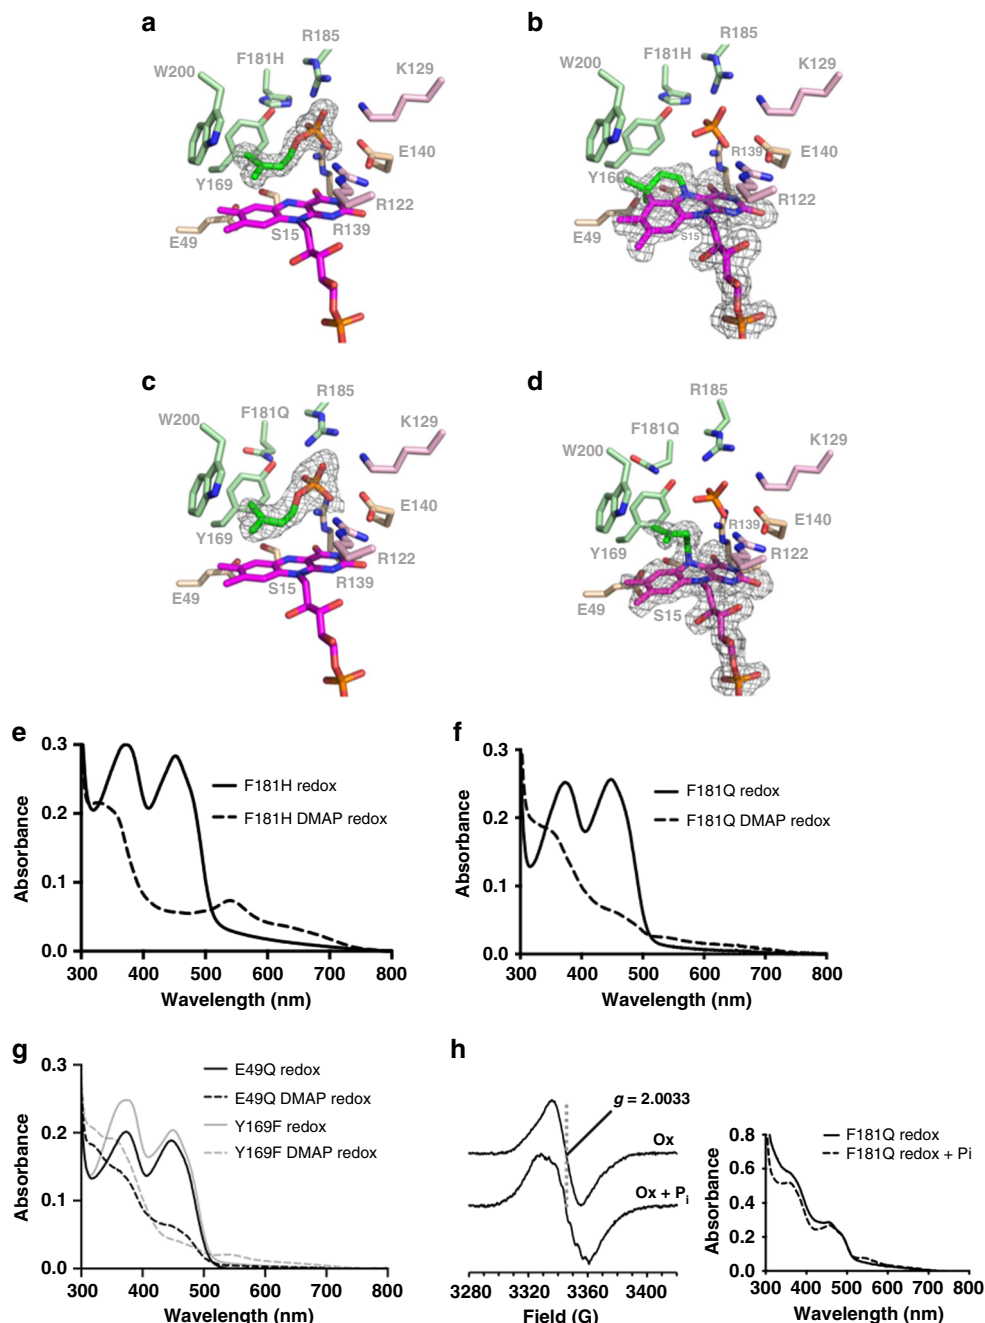 a
R185
F181H
W200
K129
E140
Y169
R122
E49
S15
R139
b
R185
F181H
W200
K129
R139
E140
Y169
R122
E49
S15
c
R185
F181Q
W200
K129
E140
Y169
R122
S15
R139
E49
d
R185
F181Q
W200
K129
R139
E140
Y169
R122
E49
S15
e
Absorbance
0.3
0.2
0.1
0.0
300 400 500 600 700 800
Wavelength (nm)
F181H redox
F181H DMAP redox
f
Absorbance
0.3
0.2
0.1
0.0
300 400 500 600 700 800
Wavelength (nm)
F181Q redox
F181Q DMAP redox
g
Absorbance
0.3
0.2
0.1
0.0
300 400 500 600 700 800
Wavelength (nm)
E49Q redox
E49Q DMAP redox
Y169F redox
Y169F DMAP redox
h
g = 2.0033
Ox
Ox + Pi
3280 3320 3360 3400
Field (G)
Absorbance
0.8
0.6
0.4
0.2
0.0
300 400 500 600 700 800
Wavelength (nm)
F181Q redox
F181Q redox + Pi